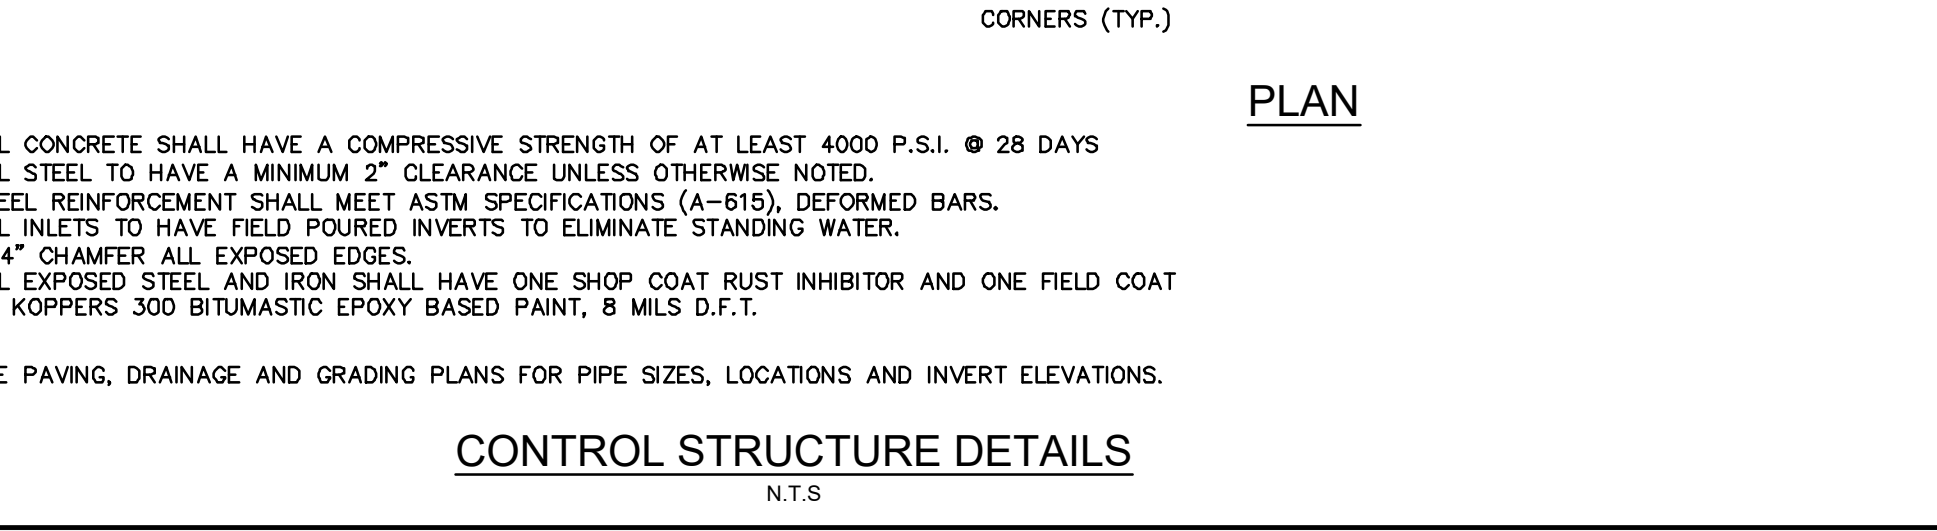 CORNERS (TYP.)
PLAN
L CONCRETE SHALL HAVE A COMPRESSIVE STRENGTH OF AT LEAST 4000 P.S.I. @ 28 DAYS
L STEEL TO HAVE A MINIMUM 2" CLEARANCE UNLESS OTHERWISE NOTED.
EEL REINFORCEMENT SHALL MEET ASTM SPECIFICATIONS (A-615), DEFORMED BARS.
L INLETS TO HAVE FIELD POURED INVERTS TO ELIMINATE STANDING WATER.
4" CHAMFER ALL EXPOSED EDGES.
L EXPOSED STEEL AND IRON SHALL HAVE ONE SHOP COAT RUST INHIBITOR AND ONE FIELD COAT
KOPPERS 300 BITUMASTIC EPOXY BASED PAINT, 8 MILS D.F.T.
E PAVING, DRAINAGE AND GRADING PLANS FOR PIPE SIZES, LOCATIONS AND INVERT ELEVATIONS.
CONTROL STRUCTURE DETAILS
N.T.S